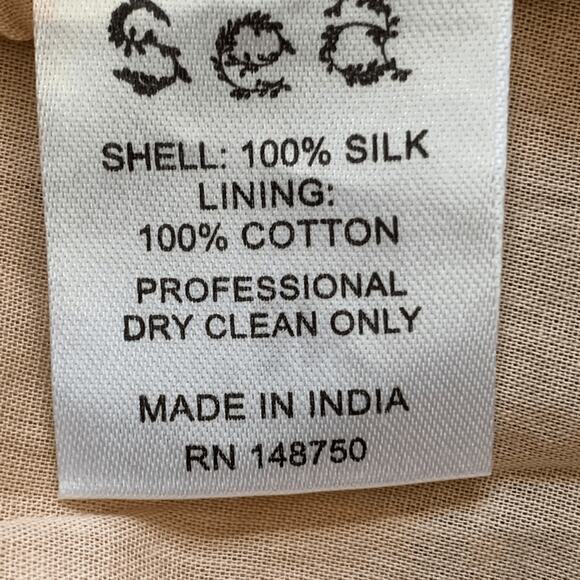 Sea
SHELL: 100% SILK
LINING:
100% COTTON
PROFESSIONAL
DRY CLEAN ONLY
MADE IN INDIA
RN 148750